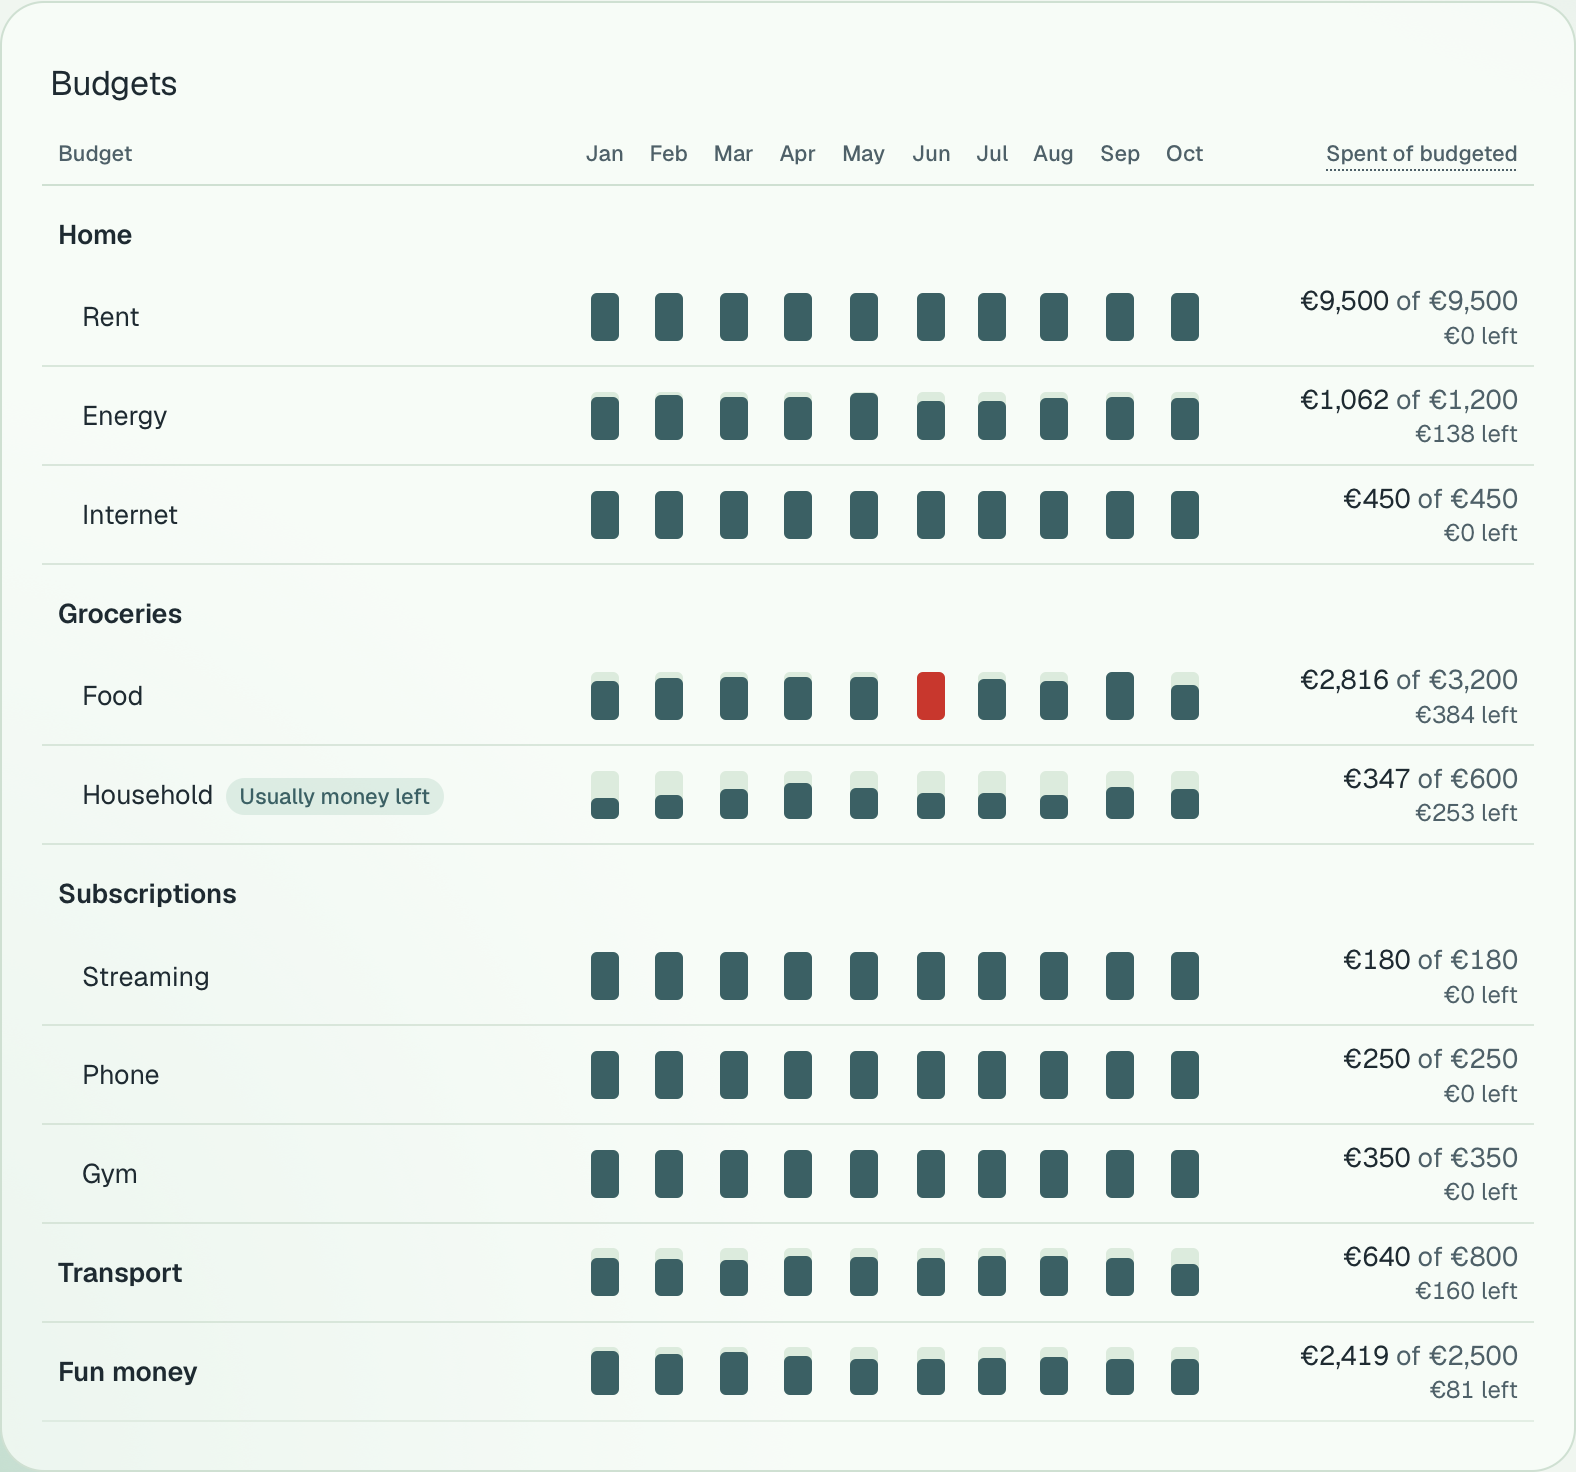 Budgets
Budget Jan Feb Mar Apr May Jun Jul Aug Sep Oct Spent of budgeted
Home
Rent €9,500 of €9,500
€0 left
Energy €1,062 of €1,200
€138 left
Internet €450 of €450
€0 left
Groceries
Food €2,816 of €3,200
€384 left
Household Usually money left €347 of €600
€253 left
Subscriptions
Streaming €180 of €180
€0 left
Phone €250 of €250
€0 left
Gym €350 of €350
€0 left
Transport €640 of €800
€160 left
Fun money €2,419 of €2,500
€81 left